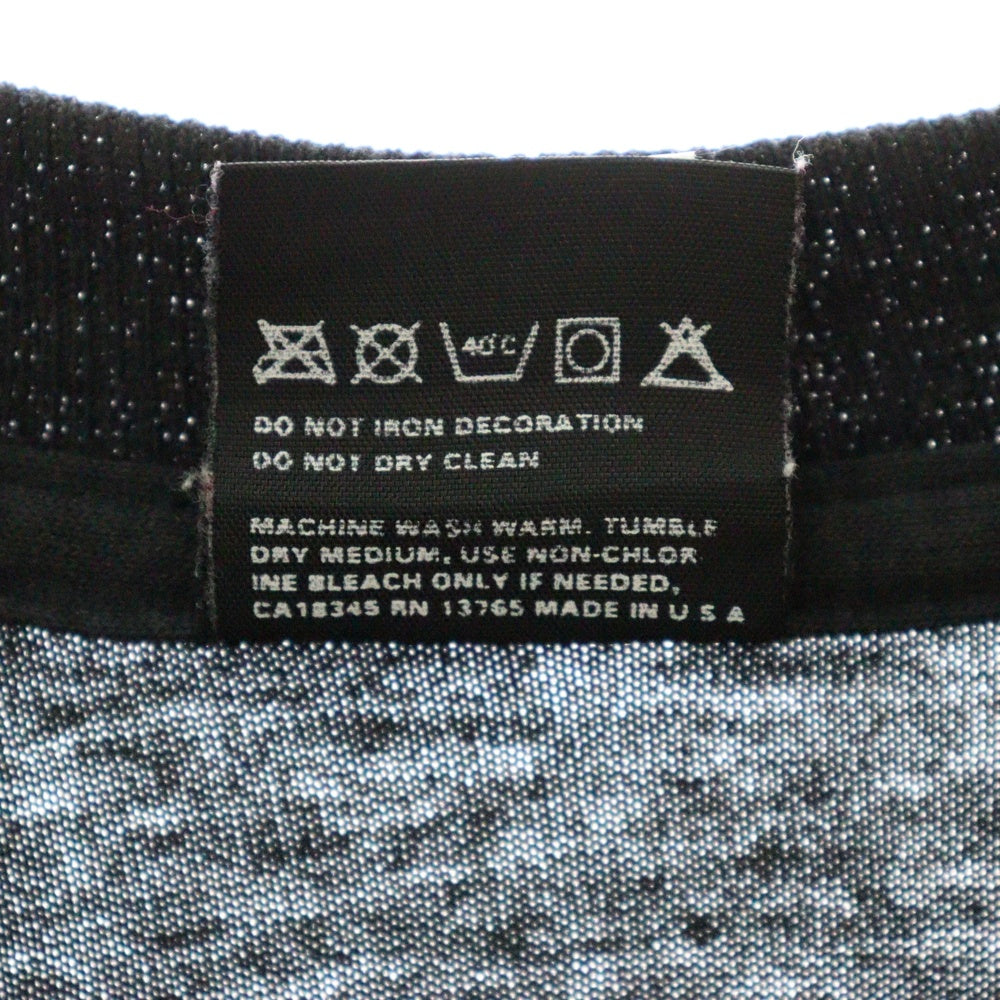 40°C
DO NOT IRON DECORATION
DO NOT DRY CLEAN
MACHINE WASH WARM. TUMBLE
DRY MEDIUM, USE NON-CHLOR
INE BLEACH ONLY IF NEEDED,
CA18345 RN 13765 MADE IN U S A